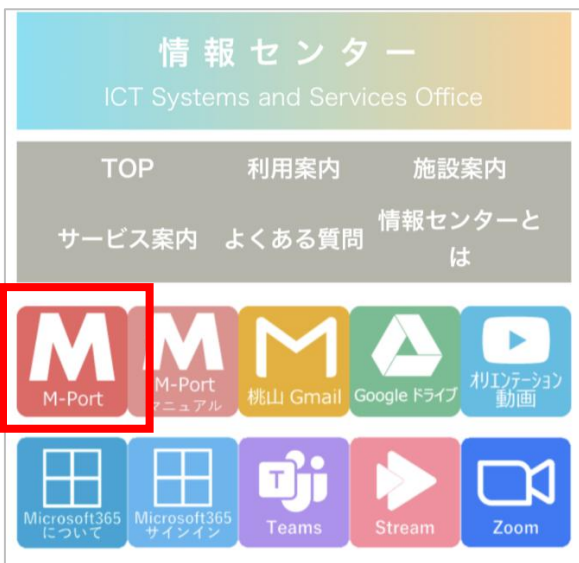 情報センター
ICT Systems and Services Office
TOP 利用案内 施設案内
サービス案内 よくある質問 情報センターと
は
M-Port
M-Port
マニュアル
桃山 Gmail
Google ドライブ
オリエンテーション
動画
Microsoft365
について
Microsoft365
サインイン
Teams
Stream
Zoom